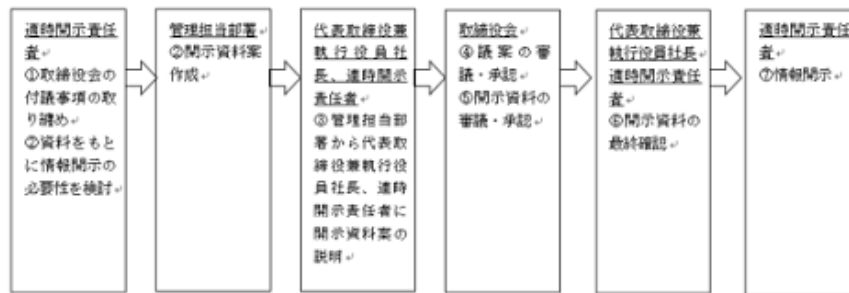 適時開示責任
者
①取締役会の
付議事項の取
り纏め
②資料をもと
に情報開示の
必要性を検討
管理担当部署
②開示資料案
作成
代表取締役兼
執行役員社
長、適時開示
責任者
③管理担当部
署から代表取
締役兼執行役
員社長、適時
開示責任者に
開示資料案の
説明
取締役会
④議案の審
議・承認
⑤開示資料の
審議・承認
代表取締役兼
執行役員社長
適時開示責任
者
⑥開示資料の
最終確認
適時開示責任
者
⑦情報開示